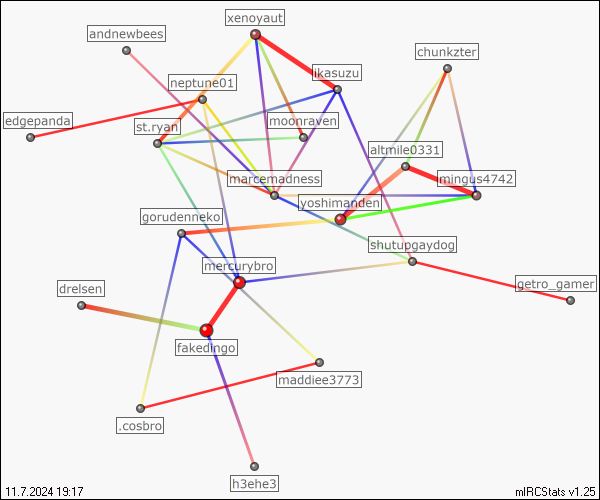 xenoyaut
andnewbees
chunkzter
ikasuzu
neptune01
edgepanda
st.ryan
moonraven
altmile0331
marcemadness
mingus4742
yoshimanden
gorudenneko
shutupgaydog
mercurybro
drelsen
getro_gamer
fakedingo
maddiee3773
.cosbro
h3ehe3
11.7.2024 19:17
mIRCStats v1.25